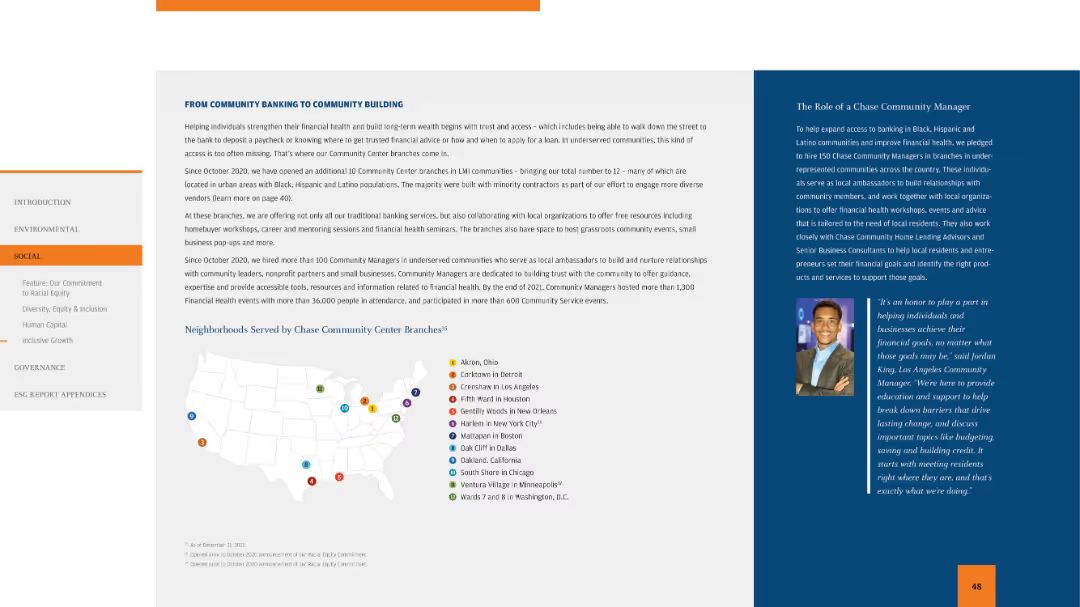 INTRODUCTION
ENVIRONMENTAL
SOCIAL
Feature: Our Commitment
to Racial Equity
Diversity, Equity & Inclusion
Human Capital
Inclusive Growth
GOVERNANCE
ESG REPORT APPENDICES
FROM COMMUNITY BANKING TO COMMUNITY BUILDING
Helping individuals strengthen their financial health and build long-term wealth begins with trust and access – which includes being able to walk down the street to
the bank to deposit a paycheck or knowing where to get trusted financial advice or how and when to apply for a loan. In underserved communities, this kind of
access is too often missing. That's where our Community Center branches come in.
Since October 2020, we have opened an additional 10 Community Center branches in LMI communities – bringing our total number to 12 – many of which are
located in urban areas with Black, Hispanic and Latino populations. The majority were built with minority contractors as part of our effort to engage more diverse
vendors (learn more on page 40).
At these branches, we are offering not only all our traditional banking services, but also collaborating with local organizations to offer free resources including
homebuyer workshops, career and mentoring sessions and financial health seminars. The branches also have space to host grassroots community events, small
business pop-ups and more.
Since October 2020, we hired more than 100 Community Managers in underserved communities who serve as local ambassadors to build and nurture relationships
with community leaders, nonprofit partners and small businesses. Community Managers are dedicated to building trust with the community to offer guidance,
expertise and provide accessible tools, resources and information related to financial health. By the end of 2021, Community Managers hosted more than 1,300
Financial Health events with more than 36,000 people in attendance, and participated in more than 600 Community Service events.
Neighborhoods Served by Chase Community Center Branches³⁵
11
7
10
2
1
6
12
9
3
8
4
5
1 Akron, Ohio
2 Corktown in Detroit
3 Crenshaw in Los Angeles
4 Fifth Ward in Houston
5 Gentilly Woods in New Orleans
6 Harlem in New York City³⁶
7 Mattapan in Boston
8 Oak Cliff in Dallas
9 Oakland, California
10 South Shore in Chicago
11 Ventura Village in Minneapolis³⁷
12 Wards 7 and 8 in Washington, D.C.
³⁵ As of December 31, 2021.
³⁶ Opened prior to October 2020 announcement of our Racial Equity Commitment.
³⁷ Opened prior to October 2020 announcement of our Racial Equity Commitment.
The Role of a Chase Community Manager
To help expand access to banking in Black, Hispanic and
Latino communities and improve financial health, we pledged
to hire 150 Chase Community Managers in branches in under-
represented communities across the country. These individu-
als serve as local ambassadors to build relationships with
community members, and work together with local organiza-
tions to offer financial health workshops, events and advice
that is tailored to the need of local residents. They also work
closely with Chase Community Home Lending Advisors and
Senior Business Consultants to help local residents and entre-
preneurs set their financial goals and identify the right prod-
ucts and services to support those goals.
"It's an honor to play a part in
helping individuals and
businesses achieve their
financial goals, no matter what
those goals may be," said Jordan
King, Los Angeles Community
Manager. "We're here to provide
education and support to help
break down barriers that drive
lasting change, and discuss
important topics like budgeting,
saving and building credit. It
starts with meeting residents
right where they are, and that's
exactly what we're doing."
48